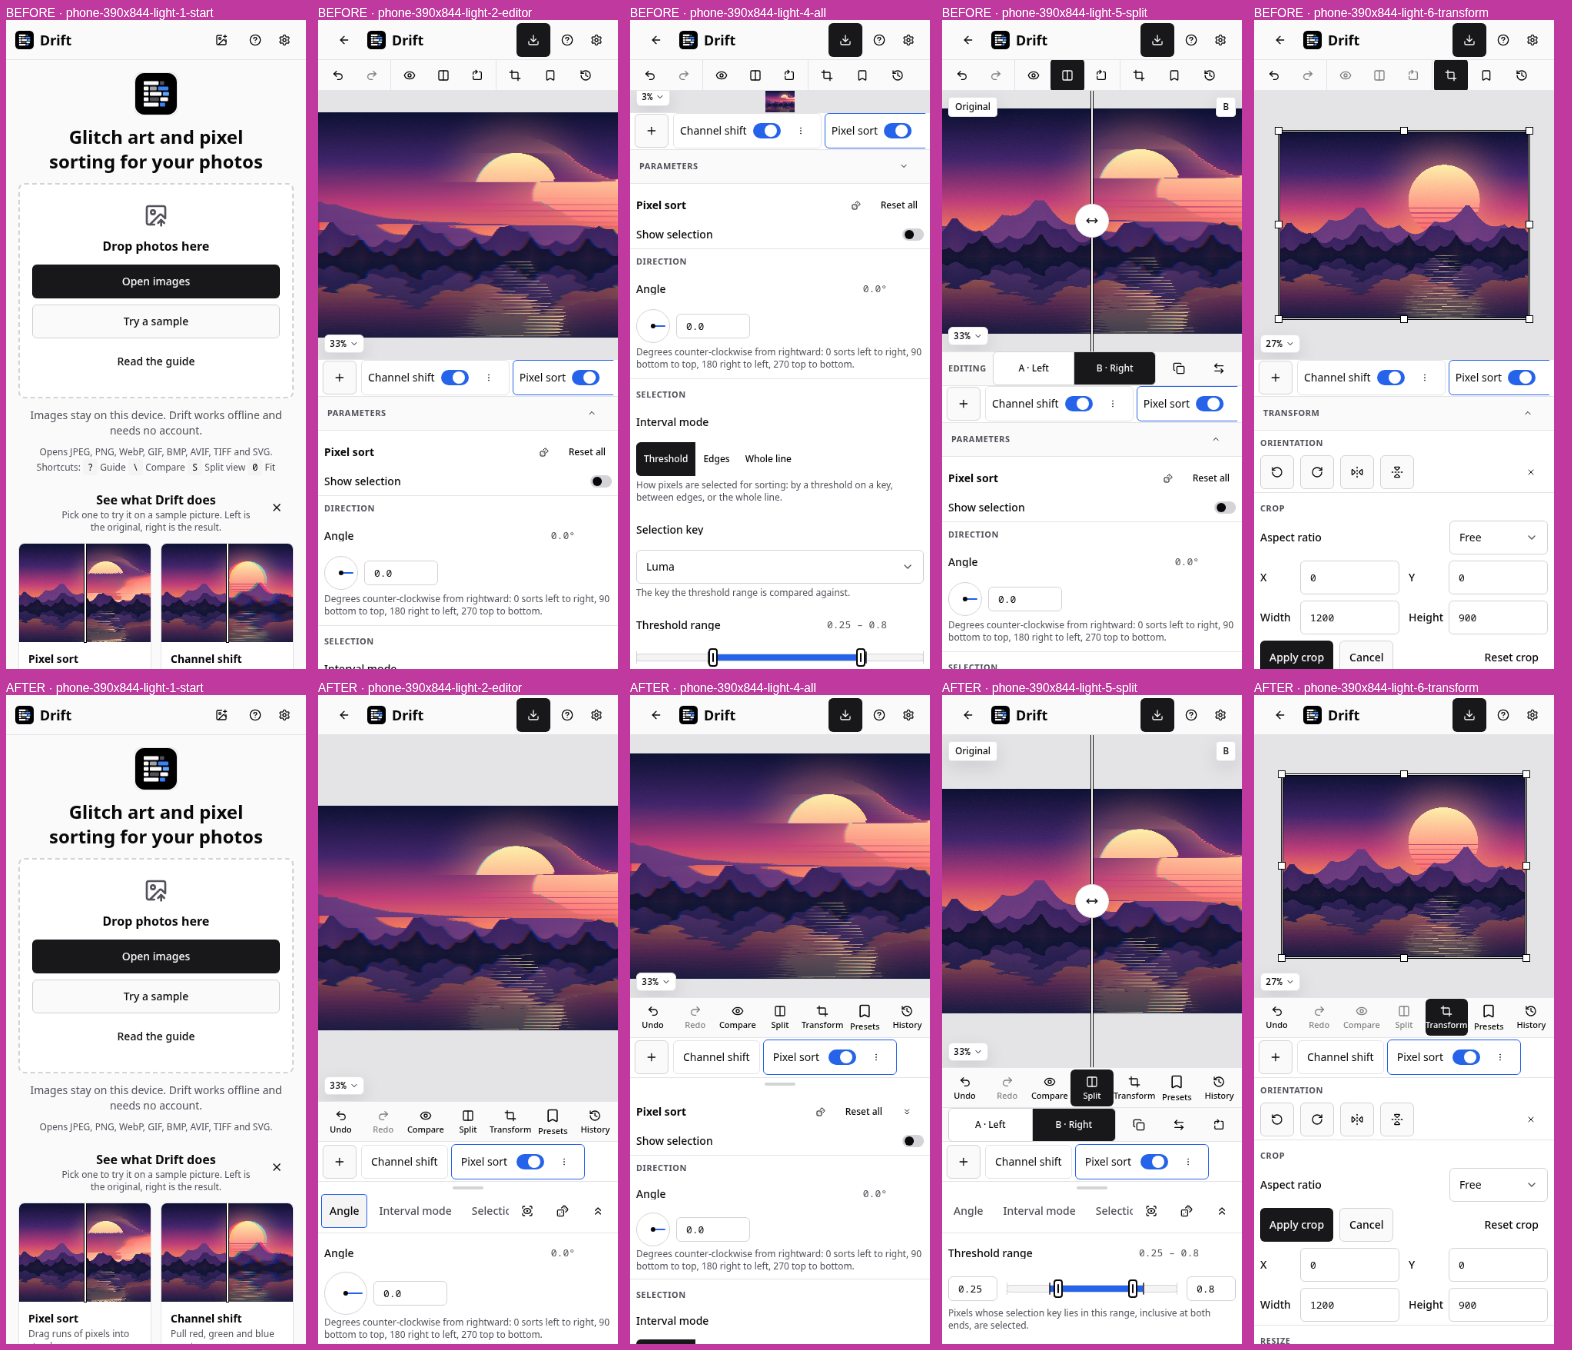 BEFORE · phone-390x844-light-1-start
Drift
Glitch art and pixel
sorting for your photos
Drop photos here
Open images
Try a sample
Read the guide
Images stay on this device. Drift works offline and
needs no account.
Opens JPEG, PNG, WebP, GIF, BMP, AVIF, TIFF and SVG.
Shortcuts: ? Guide \ Compare S Split view 0 Fit
See what Drift does
Pick one to try it on a sample picture. Left is
the original, right is the result.
Pixel sort
Channel shift
BEFORE · phone-390x844-light-2-editor
Drift
33%
Channel shift
Pixel sort
PARAMETERS
Pixel sort
Reset all
Show selection
DIRECTION
Angle
0.0°
0.0
Degrees counter-clockwise from rightward: 0 sorts left to right, 90
bottom to top, 180 right to left, 270 top to bottom.
SELECTION
Interval mode
BEFORE · phone-390x844-light-4-all
Drift
3%
Channel shift
Pixel sort
PARAMETERS
Pixel sort
Reset all
Show selection
DIRECTION
Angle
0.0°
0.0
Degrees counter-clockwise from rightward: 0 sorts left to right, 90
bottom to top, 180 right to left, 270 top to bottom.
SELECTION
Interval mode
Threshold
Edges
Whole line
How pixels are selected for sorting: by a threshold on a key,
between edges, or the whole line.
Selection key
Luma
The key the threshold range is compared against.
Threshold range
0.25 – 0.8
BEFORE · phone-390x844-light-5-split
Drift
Original
B
33%
EDITING
A · Left
B · Right
Channel shift
Pixel sort
PARAMETERS
Pixel sort
Reset all
Show selection
DIRECTION
Angle
0.0°
0.0
Degrees counter-clockwise from rightward: 0 sorts left to right, 90
bottom to top, 180 right to left, 270 top to bottom.
SELECTION
BEFORE · phone-390x844-light-6-transform
Drift
27%
Channel shift
Pixel sort
TRANSFORM
ORIENTATION
CROP
Aspect ratio
Free
X
0
Y
0
Width
1200
Height
900
Apply crop
Cancel
Reset crop
AFTER · phone-390x844-light-1-start
Drift
Glitch art and pixel
sorting for your photos
Drop photos here
Open images
Try a sample
Read the guide
Images stay on this device. Drift works offline and
needs no account.
Opens JPEG, PNG, WebP, GIF, BMP, AVIF, TIFF and SVG.
See what Drift does
Pick one to try it on a sample picture. Left is
the original, right is the result.
Pixel sort
Drag runs of pixels into
Channel shift
Pull red, green and blue
AFTER · phone-390x844-light-2-editor
Drift
33%
Undo
Redo
Compare
Split
Transform
Presets
History
Channel shift
Pixel sort
Angle
Interval mode
Selectic
Angle
0.0°
0.0
Degrees counter-clockwise from rightward: 0 sorts left to right, 90
bottom to top, 180 right to left, 270 top to bottom.
AFTER · phone-390x844-light-4-all
Drift
33%
Undo
Redo
Compare
Split
Transform
Presets
History
Channel shift
Pixel sort
Pixel sort
Reset all
Show selection
DIRECTION
Angle
0.0°
0.0
Degrees counter-clockwise from rightward: 0 sorts left to right, 90
bottom to top, 180 right to left, 270 top to bottom.
SELECTION
Interval mode
AFTER · phone-390x844-light-5-split
Drift
Original
B
33%
Undo
Redo
Compare
Split
Transform
Presets
History
A · Left
B · Right
Channel shift
Pixel sort
Angle
Interval mode
Selectic
Threshold range
0.25 – 0.8
0.25
0.8
Pixels whose selection key lies in this range, inclusive at both
ends, are selected.
AFTER · phone-390x844-light-6-transform
Drift
27%
Undo
Redo
Compare
Split
Transform
Presets
History
Channel shift
Pixel sort
ORIENTATION
CROP
Aspect ratio
Free
Apply crop
Cancel
Reset crop
X
0
Y
0
Width
1200
Height
900
RESIZE